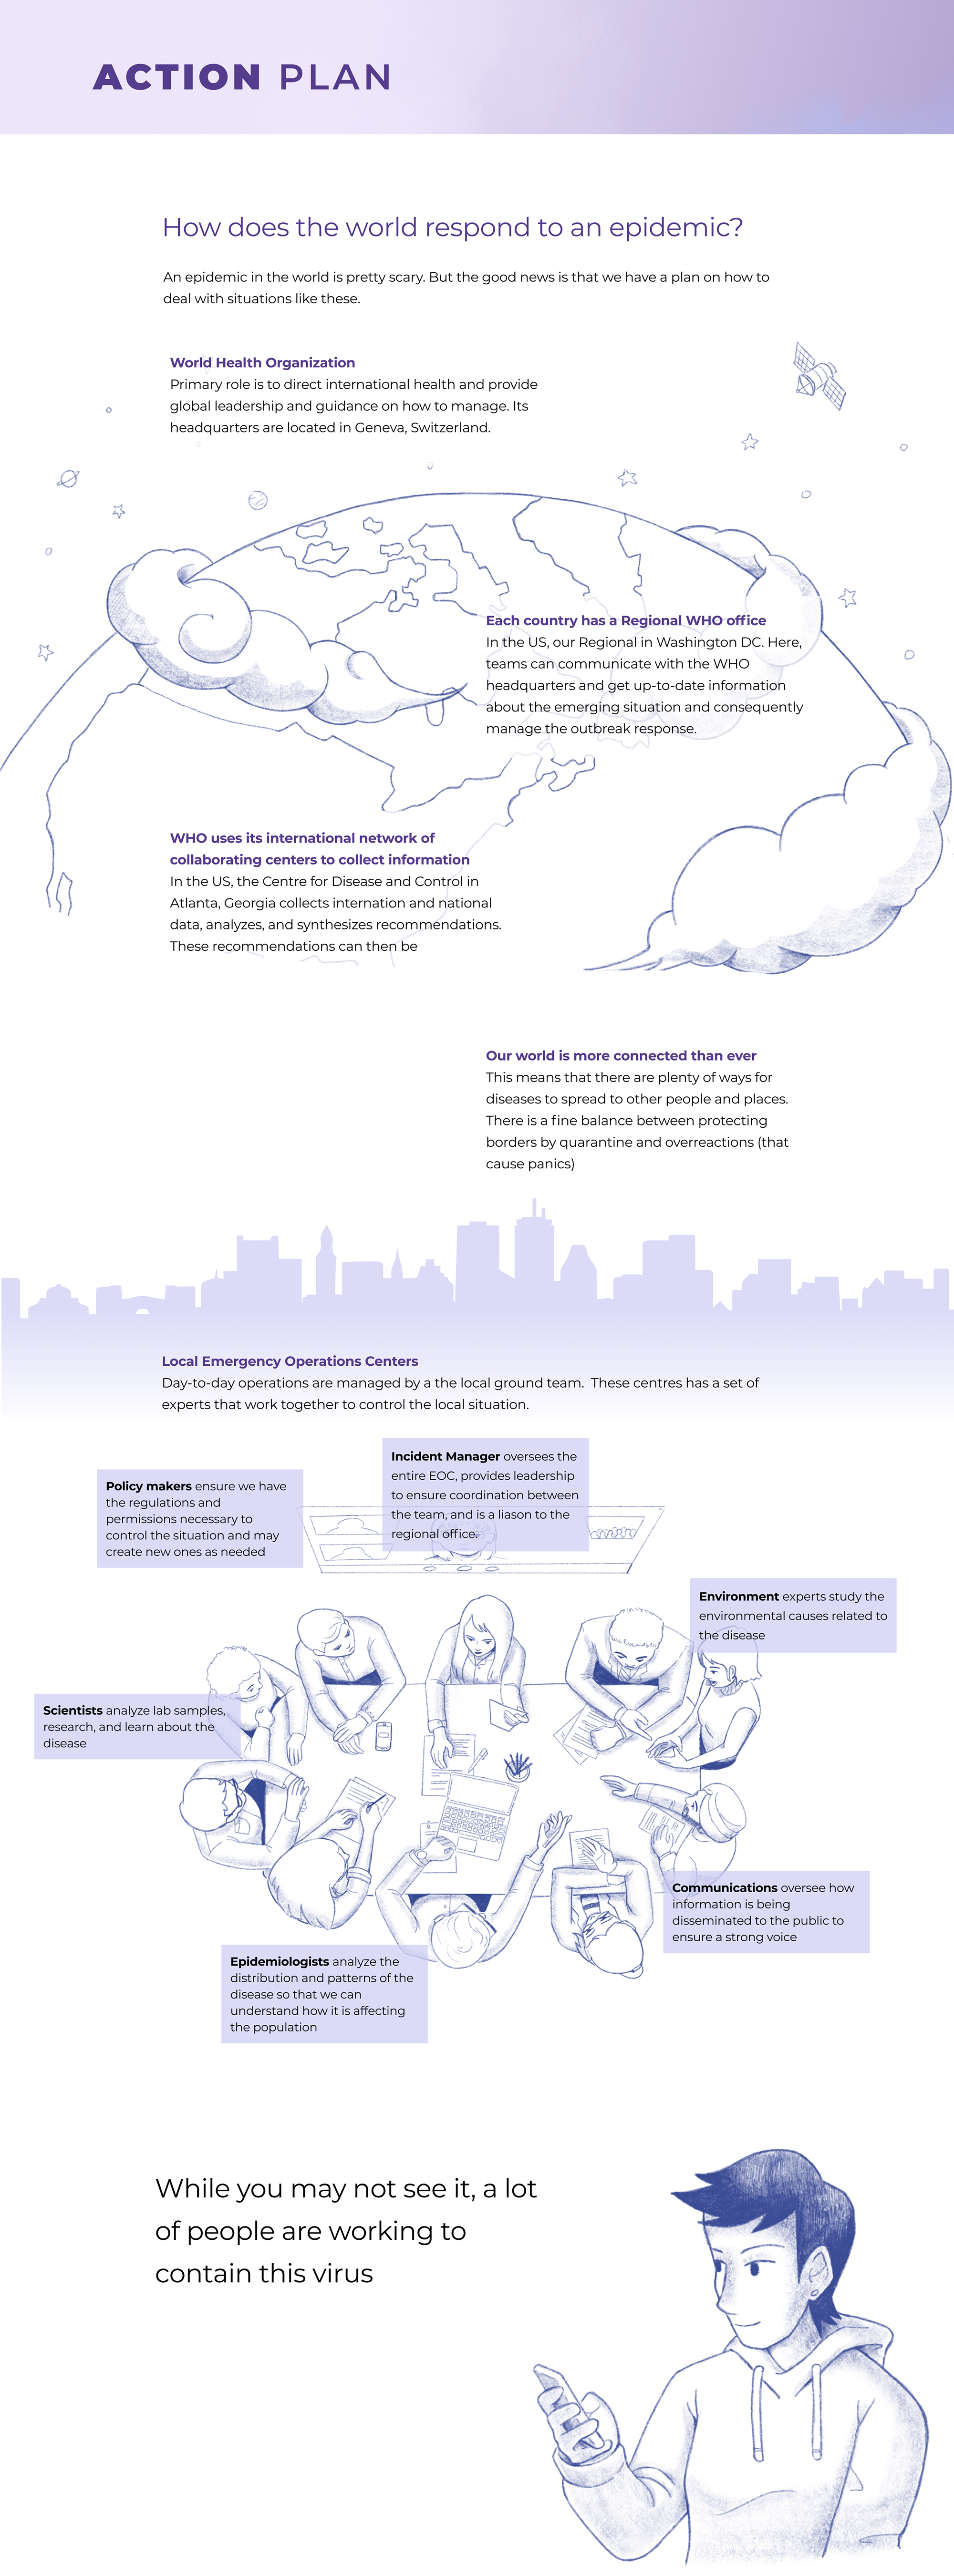 ACTION PLAN
How does the world respond to an epidemic?
An epidemic in the world is pretty scary. But the good news is that we have a plan on how to
deal with situations like these.
World Health Organization
Primary role is to direct international health and provide
global leadership and guidance on how to manage. Its
headquarters are located in Geneva, Switzerland.
Each country has a Regional WHO office
In the US, our Regional in Washington DC. Here,
teams can communicate with the WHO
headquarters and get up-to-date information
about the emerging situation and consequently
manage the outbreak response.
WHO uses its international network of
collaborating centers to collect information
In the US, the Centre for Disease and Control in
Atlanta, Georgia collects internation and national
data, analyzes, and synthesizes recommendations.
These recommendations can then be
Our world is more connected than ever
This means that there are plenty of ways for
diseases to spread to other people and places.
There is a fine balance between protecting
borders by quarantine and overreactions (that
cause panics)
Local Emergency Operations Centers
Day-to-day operations are managed by a the local ground team.  These centres has a set of
experts that work together to control the local situation.
Incident Manager oversees the
entire EOC, provides leadership
to ensure coordination between
the team, and is a liason to the
regional office.
Policy makers ensure we have
the regulations and
permissions necessary to
control the situation and may
create new ones as needed
Environment experts study the
environmental causes related to
the disease
Scientists analyze lab samples,
research, and learn about the
disease
Communications oversee how
information is being
disseminated to the public to
ensure a strong voice
Epidemiologists analyze the
distribution and patterns of the
disease so that we can
understand how it is affecting
the population
While you may not see it, a lot
of people are working to
contain this virus